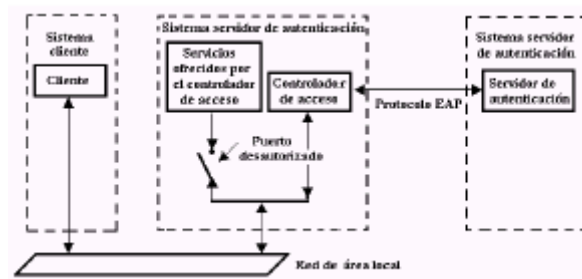 Sistema
cliente
Cliente
Sistema servidor de autenticación
Servicios
ofrecidos por
el controlador
de acceso
Controlador
de acceso
Puerto
desautorizado
Protocolo EAP
Sistema servidor
de autenticación
Servidor de
autenticación
Red de área local